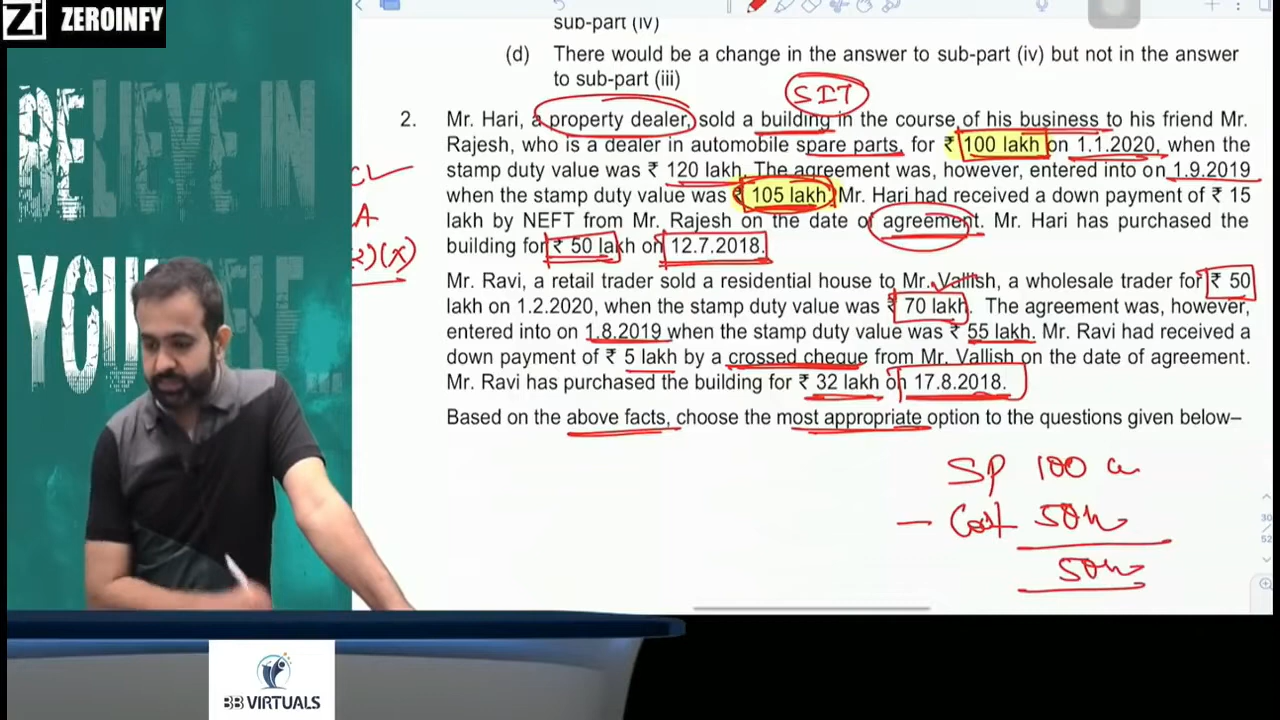 Zi ZEROINFY
BELIEVE IN
YOURSELF
sub-part (iv)
(d) There would be a change in the answer to sub-part (iv) but not in the answer
to sub-part (iii)
SIT
2. Mr. Hari, a property dealer, sold a building in the course of his business to his friend Mr.
Rajesh, who is a dealer in automobile spare parts, for ₹ 100 lakh on 1.1.2020, when the
stamp duty value was ₹ 120 lakh. The agreement was, however, entered into on 1.9.2019
when the stamp duty value was ₹ 105 lakh. Mr. Hari had received a down payment of ₹ 15
lakh by NEFT from Mr. Rajesh on the date of agreement. Mr. Hari has purchased the
building for ₹ 50 lakh on 12.7.2018.
CL
A
)(x)
Mr. Ravi, a retail trader sold a residential house to Mr. Vallish, a wholesale trader for ₹ 50
lakh on 1.2.2020, when the stamp duty value was ₹ 70 lakh. The agreement was, however,
entered into on 1.8.2019 when the stamp duty value was ₹ 55 lakh. Mr. Ravi had received a
down payment of ₹ 5 lakh by a crossed cheque from Mr. Vallish on the date of agreement.
Mr. Ravi has purchased the building for ₹ 32 lakh on 17.8.2018.
Based on the above facts, choose the most appropriate option to the questions given below–
SP 100
– Cost 50
50
30
52
BB VIRTUALS